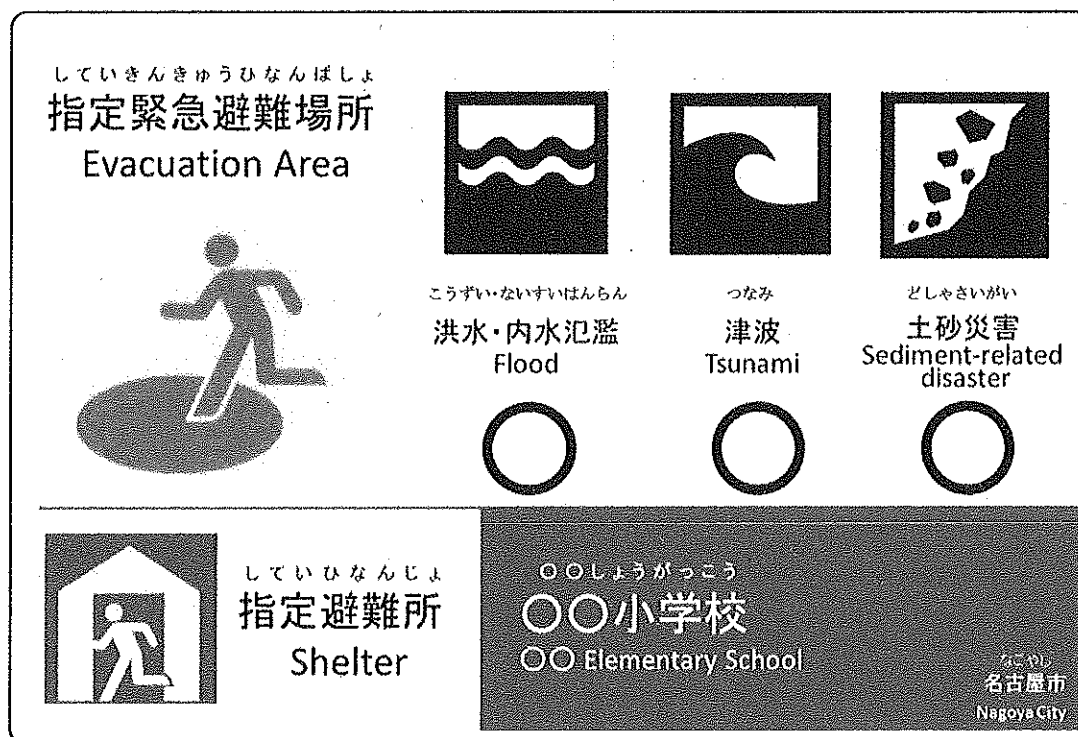 していきんきゅうひなんばしょ
指定緊急避難場所
Evacuation Area
こうずい・ないすいはんらん
洪水・内水氾濫
Flood
つなみ
津波
Tsunami
どしゃさいがい
土砂災害
Sediment-related
disaster
していひなんじょ
指定避難所
Shelter
〇〇しょうがっこう
〇〇小学校
〇〇 Elementary School
なごやし
名古屋市
Nagoya City